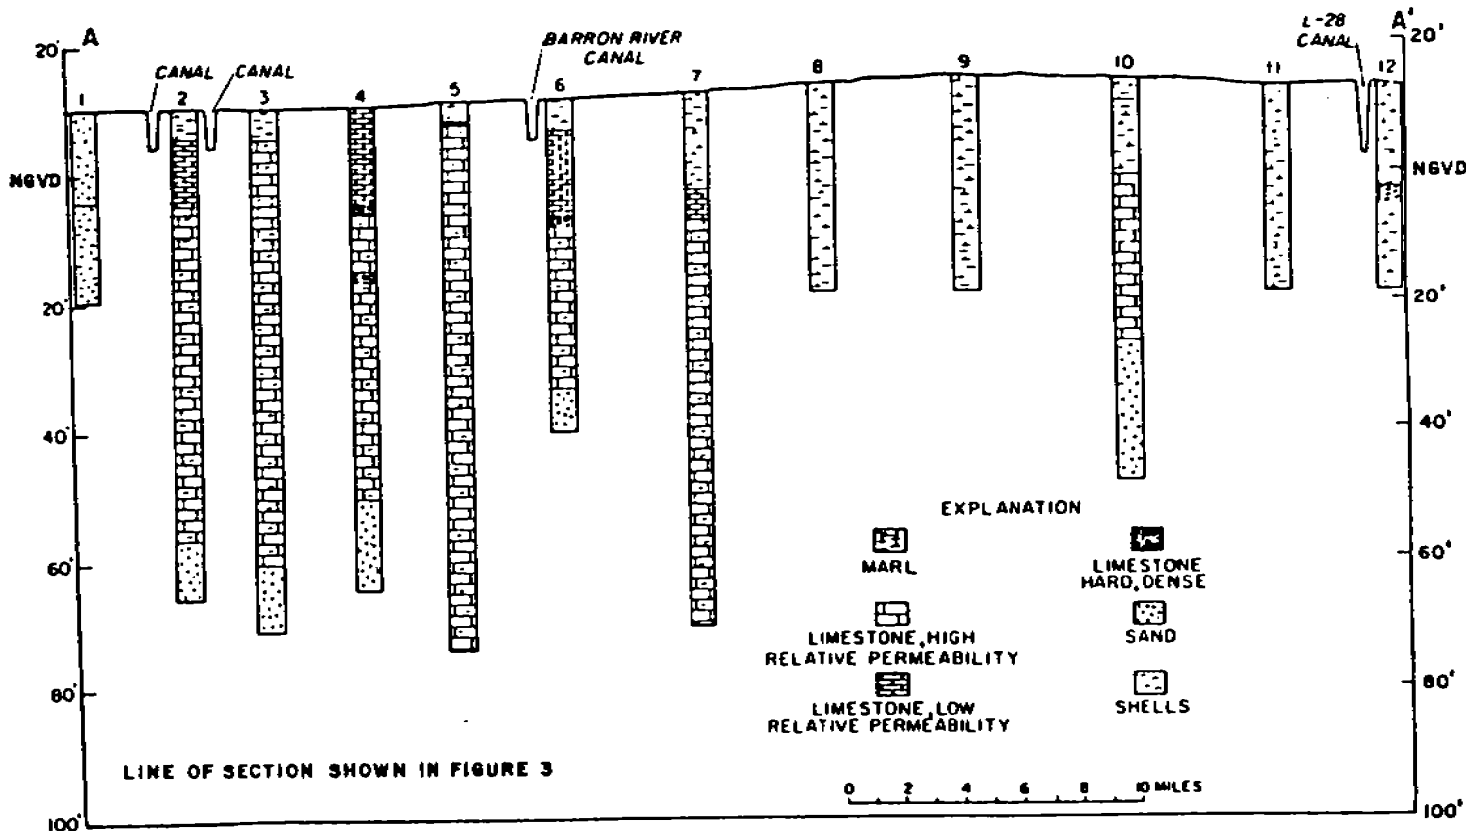 20' A
L-28
CANAL
A' 20'
BARRON RIVER
CANAL
CANAL CANAL
1 2 3 4 5 6 7 8 9 10 11 12
NGVD NGVD
20' 20'
40' 40'
EXPLANATION
MARL
LIMESTONE
HARD, DENSE
60' 60'
LIMESTONE, HIGH
RELATIVE PERMEABILITY
SAND
80' 80'
LIMESTONE, LOW
RELATIVE PERMEABILITY
SHELLS
LINE OF SECTION SHOWN IN FIGURE 3
0 2 4 6 8 10 MILES
100' 100'